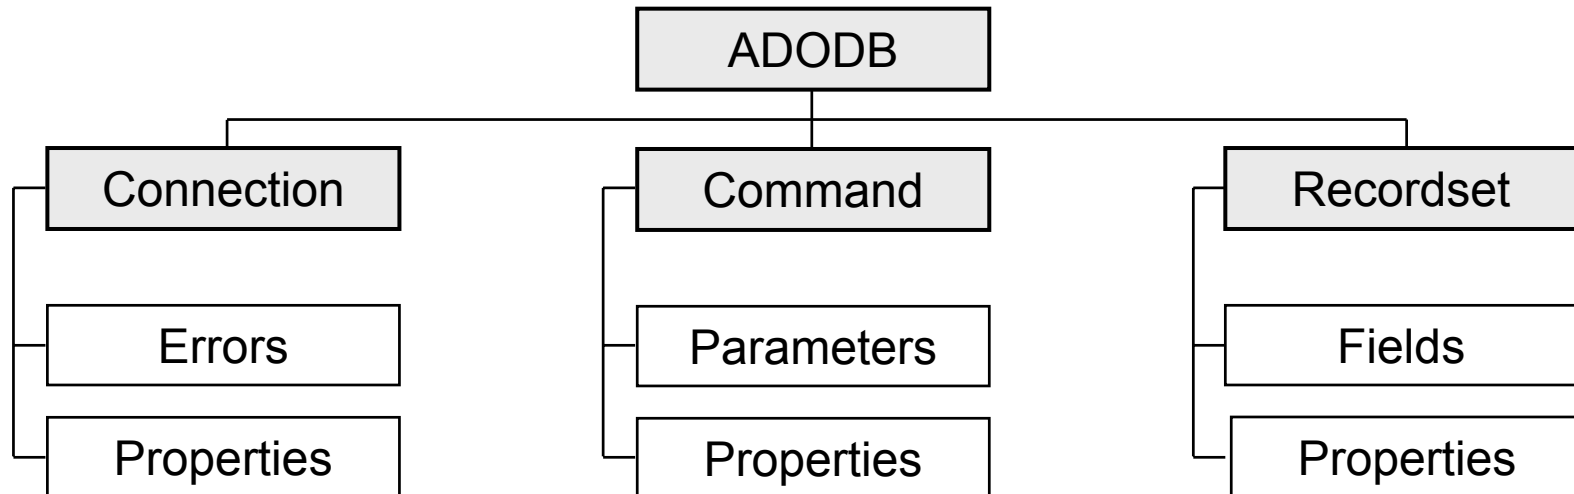 ADODB
Connection
Command
Recordset
Errors
Parameters
Fields
Properties
Properties
Properties